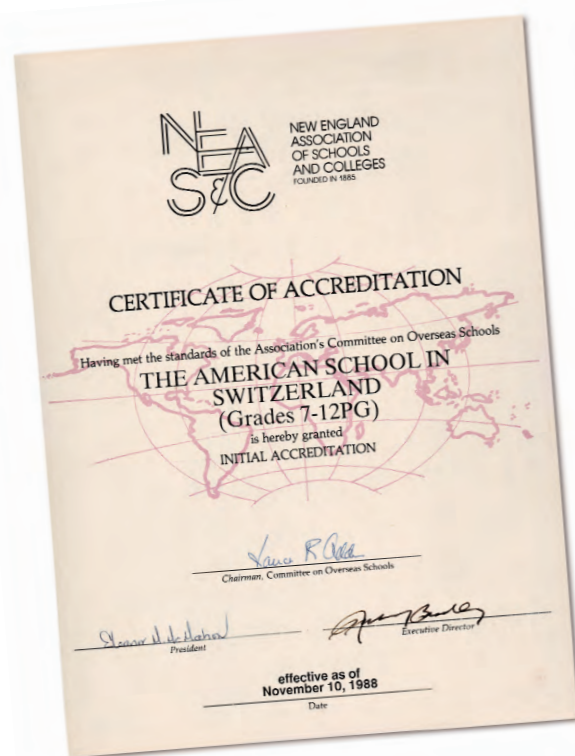 NEA
S&C
NEW ENGLAND
ASSOCIATION
OF SCHOOLS
AND COLLEGES
FOUNDED IN 1885
CERTIFICATE OF ACCREDITATION
Having met the standards of the Association's Committee on Overseas Schools
THE AMERICAN SCHOOL IN
SWITZERLAND
(Grades 7-12PG)
is hereby granted
INITIAL ACCREDITATION
Chairman, Committee on Overseas Schools
President
Executive Director
effective as of
November 10, 1988
Date